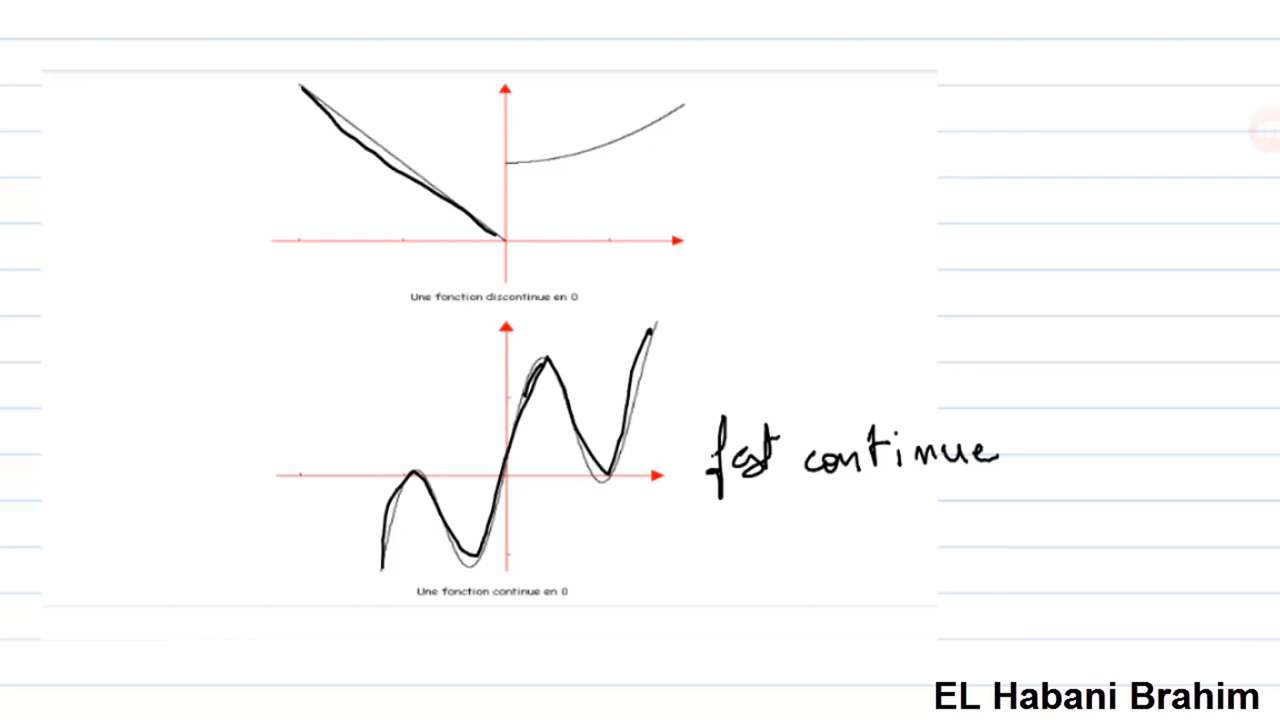 Une fonction discontinue en 0
f est continue
Une fonction continue en 0
EL Habani Brahim